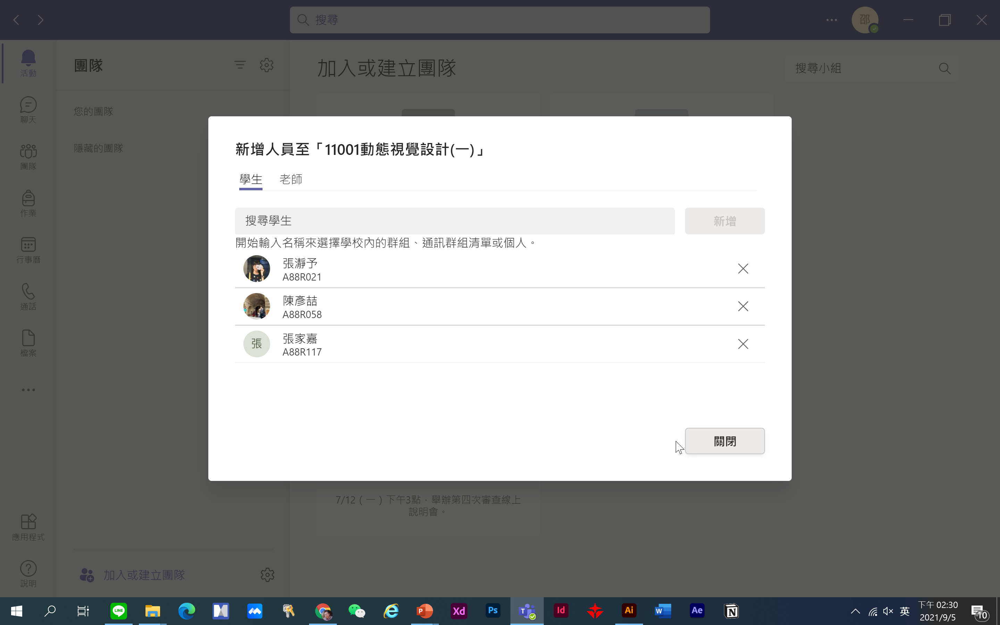 搜尋
邵
活動
聊天
團隊
作業
行事曆
通話
檔案
應用程式
說明
團隊
您的團隊
隱藏的團隊
加入或建立團隊
加入或建立團隊
搜尋小組
新增人員至「11001動態視覺設計(一)」
學生 老師
搜尋學生
新增
開始輸入名稱來選擇學校內的群組、通訊群組清單或個人。
張瀞予
A88R021
陳彥喆
A88R058
張
張家嘉
A88R117
關閉
7/12（一）下午3點，舉辦第四次審查線上
說明會。
LINE
P
Xd
Ps
T
Id
Ai
W
Ae
N
英
下午 02:30
2021/9/5
10